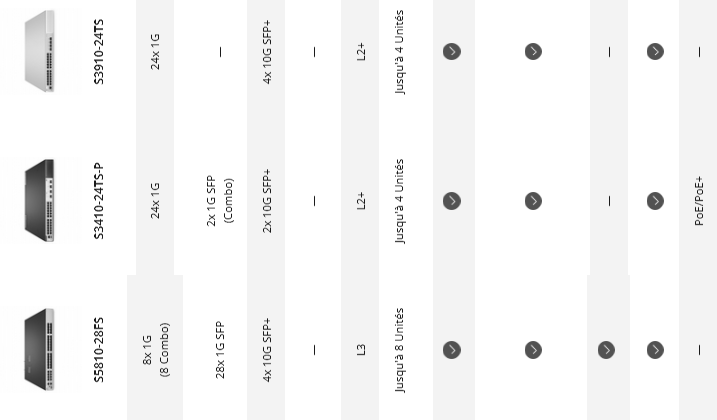 S5810-28FS S3410-24TS-P S3910-24TS
8x 1G
(8 Combo) 24x 1G 24x 1G
28x 1G SFP 2x 1G SFP
(Combo) —
4x 10G SFP+ 2x 10G SFP+ 4x 10G SFP+
— — —
L3 L2+ L2+
Jusqu'à 8 Unités Jusqu'à 4 Unités Jusqu'à 4 Unités
— —
— PoE/PoE+ —